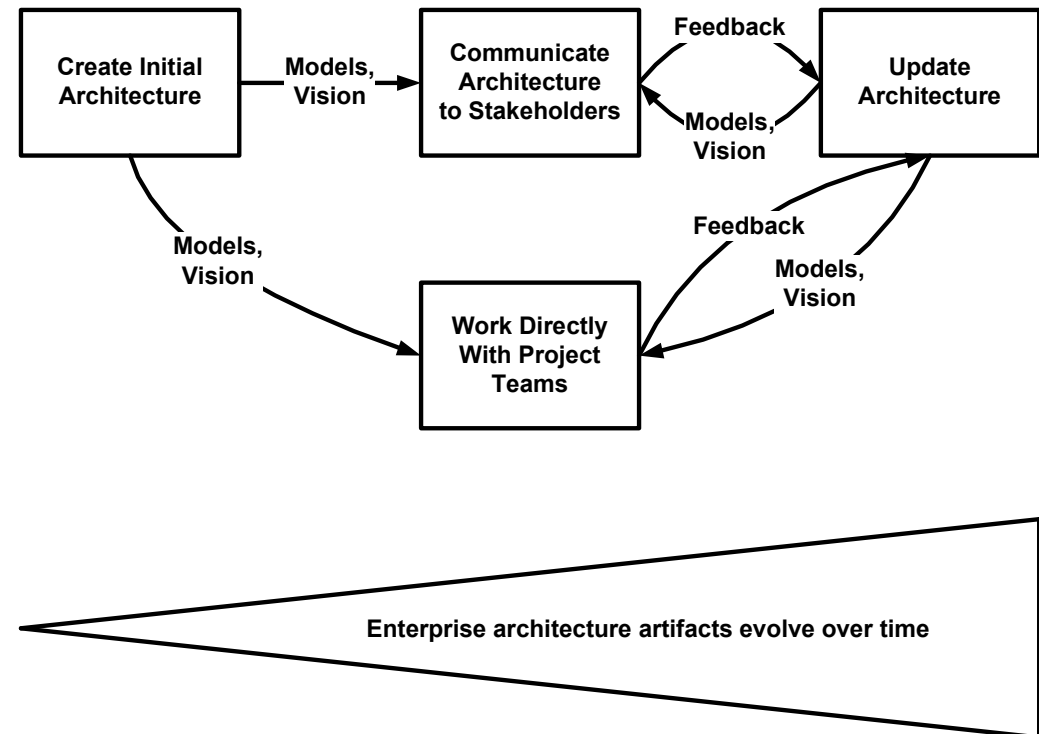 Create Initial
Architecture
Models,
Vision
Communicate
Architecture
to Stakeholders
Feedback
Models,
Vision
Update
Architecture
Models,
Vision
Work Directly
With Project
Teams
Feedback
Models,
Vision
Enterprise architecture artifacts evolve over time